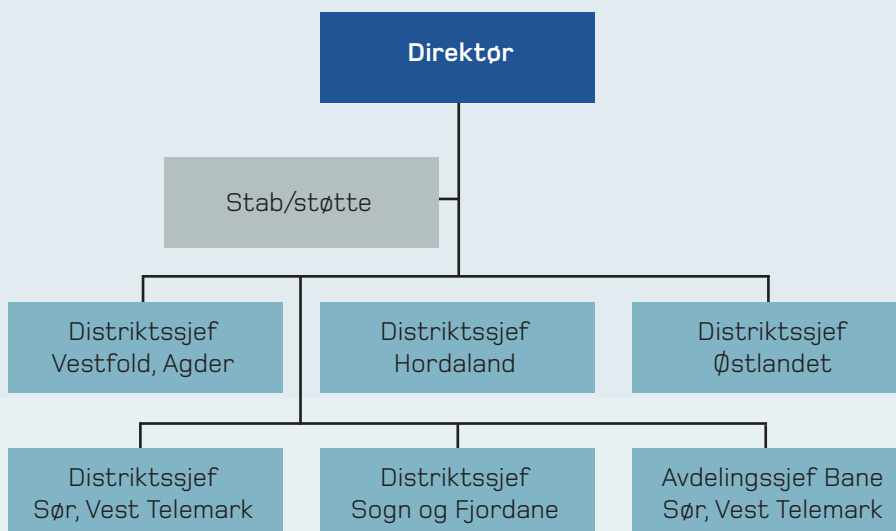 Direktør
Stab/støtte
Distriktssjef
Vestfold, Agder
Distriktssjef
Hordaland
Distriktssjef
Østlandet
Distriktssjef
Sør, Vest Telemark
Distriktssjef
Sogn og Fjordane
Avdelingssjef Bane
Sør, Vest Telemark